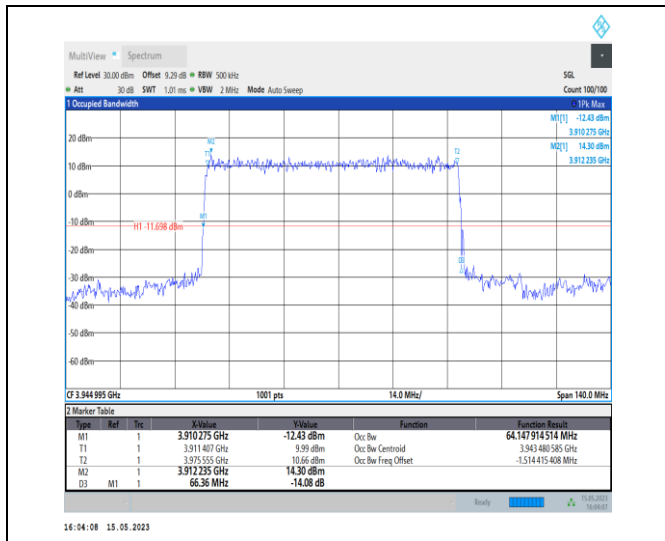 MultiView Spectrum
Ref Level 30.00 dBm Offset 9.29 dB RBW 500 kHz SGL
Att 30 dB SWT 1.01 ms VBW 2 MHz Mode Auto Sweep Count 100/100
1 Occupied Bandwidth 1Pk Max
M1[1] -12.43 dBm
3.910 275 GHz
M2[1] 14.30 dBm
3.912 235 GHz
20 dBm
M2
T1
T2
10 dBm
0 dBm
M1
-10 dBm
H1 -11.698 dBm
-20 dBm
D3
-30 dBm
-40 dBm
-50 dBm
-60 dBm
CF 3.944 995 GHz 1001 pts 14.0 MHz/ Span 140.0 MHz
2 Marker Table
Type Ref Trc X-Value Y-Value Function Function Result
M1 1 3.910 275 GHz -12.43 dBm Occ Bw 64.147 914 514 MHz
T1 1 3.911 407 GHz 9.99 dBm Occ Bw Centroid 3.943 480 585 GHz
T2 1 3.975 555 GHz 10.66 dBm Occ Bw Freq Offset -1.514 415 408 MHz
M2 1 3.912 235 GHz 14.30 dBm
D3 M1 1 66.36 MHz -14.08 dB
Ready 15.05.2023
16:04:07
16:04:08 15.05.2023